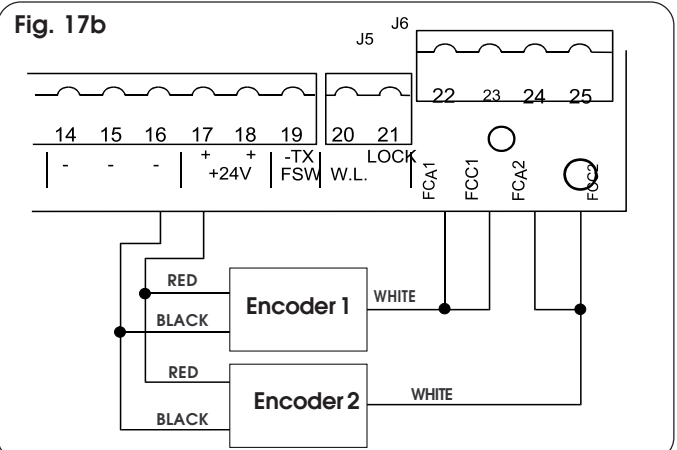 Fig. 17b
J5 J6
22 23 24 25
14 15 16 17 18 19 20 21
- - - + + -TX LOCK
+24V FSW W.L.
FCA1 FCC1 FCA2 FCC2
RED
Encoder 1
WHITE
BLACK
RED
Encoder 2
WHITE
BLACK